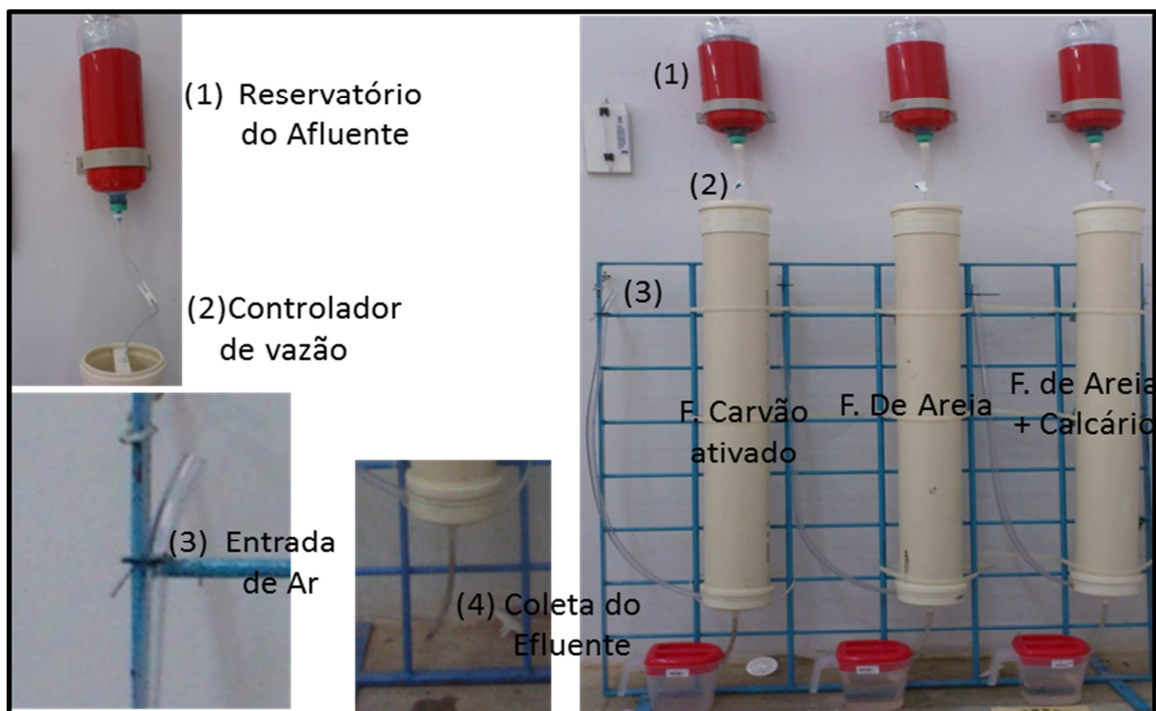 (1) Reservatório
do Afluente
(2)Controlador
de vazão
(3) Entrada
de Ar
(4) Coleta do
Efluente
(1)
(2)
(3)
F. Carvão
ativado
F. De Areia
F. de Areia
+ Calcário